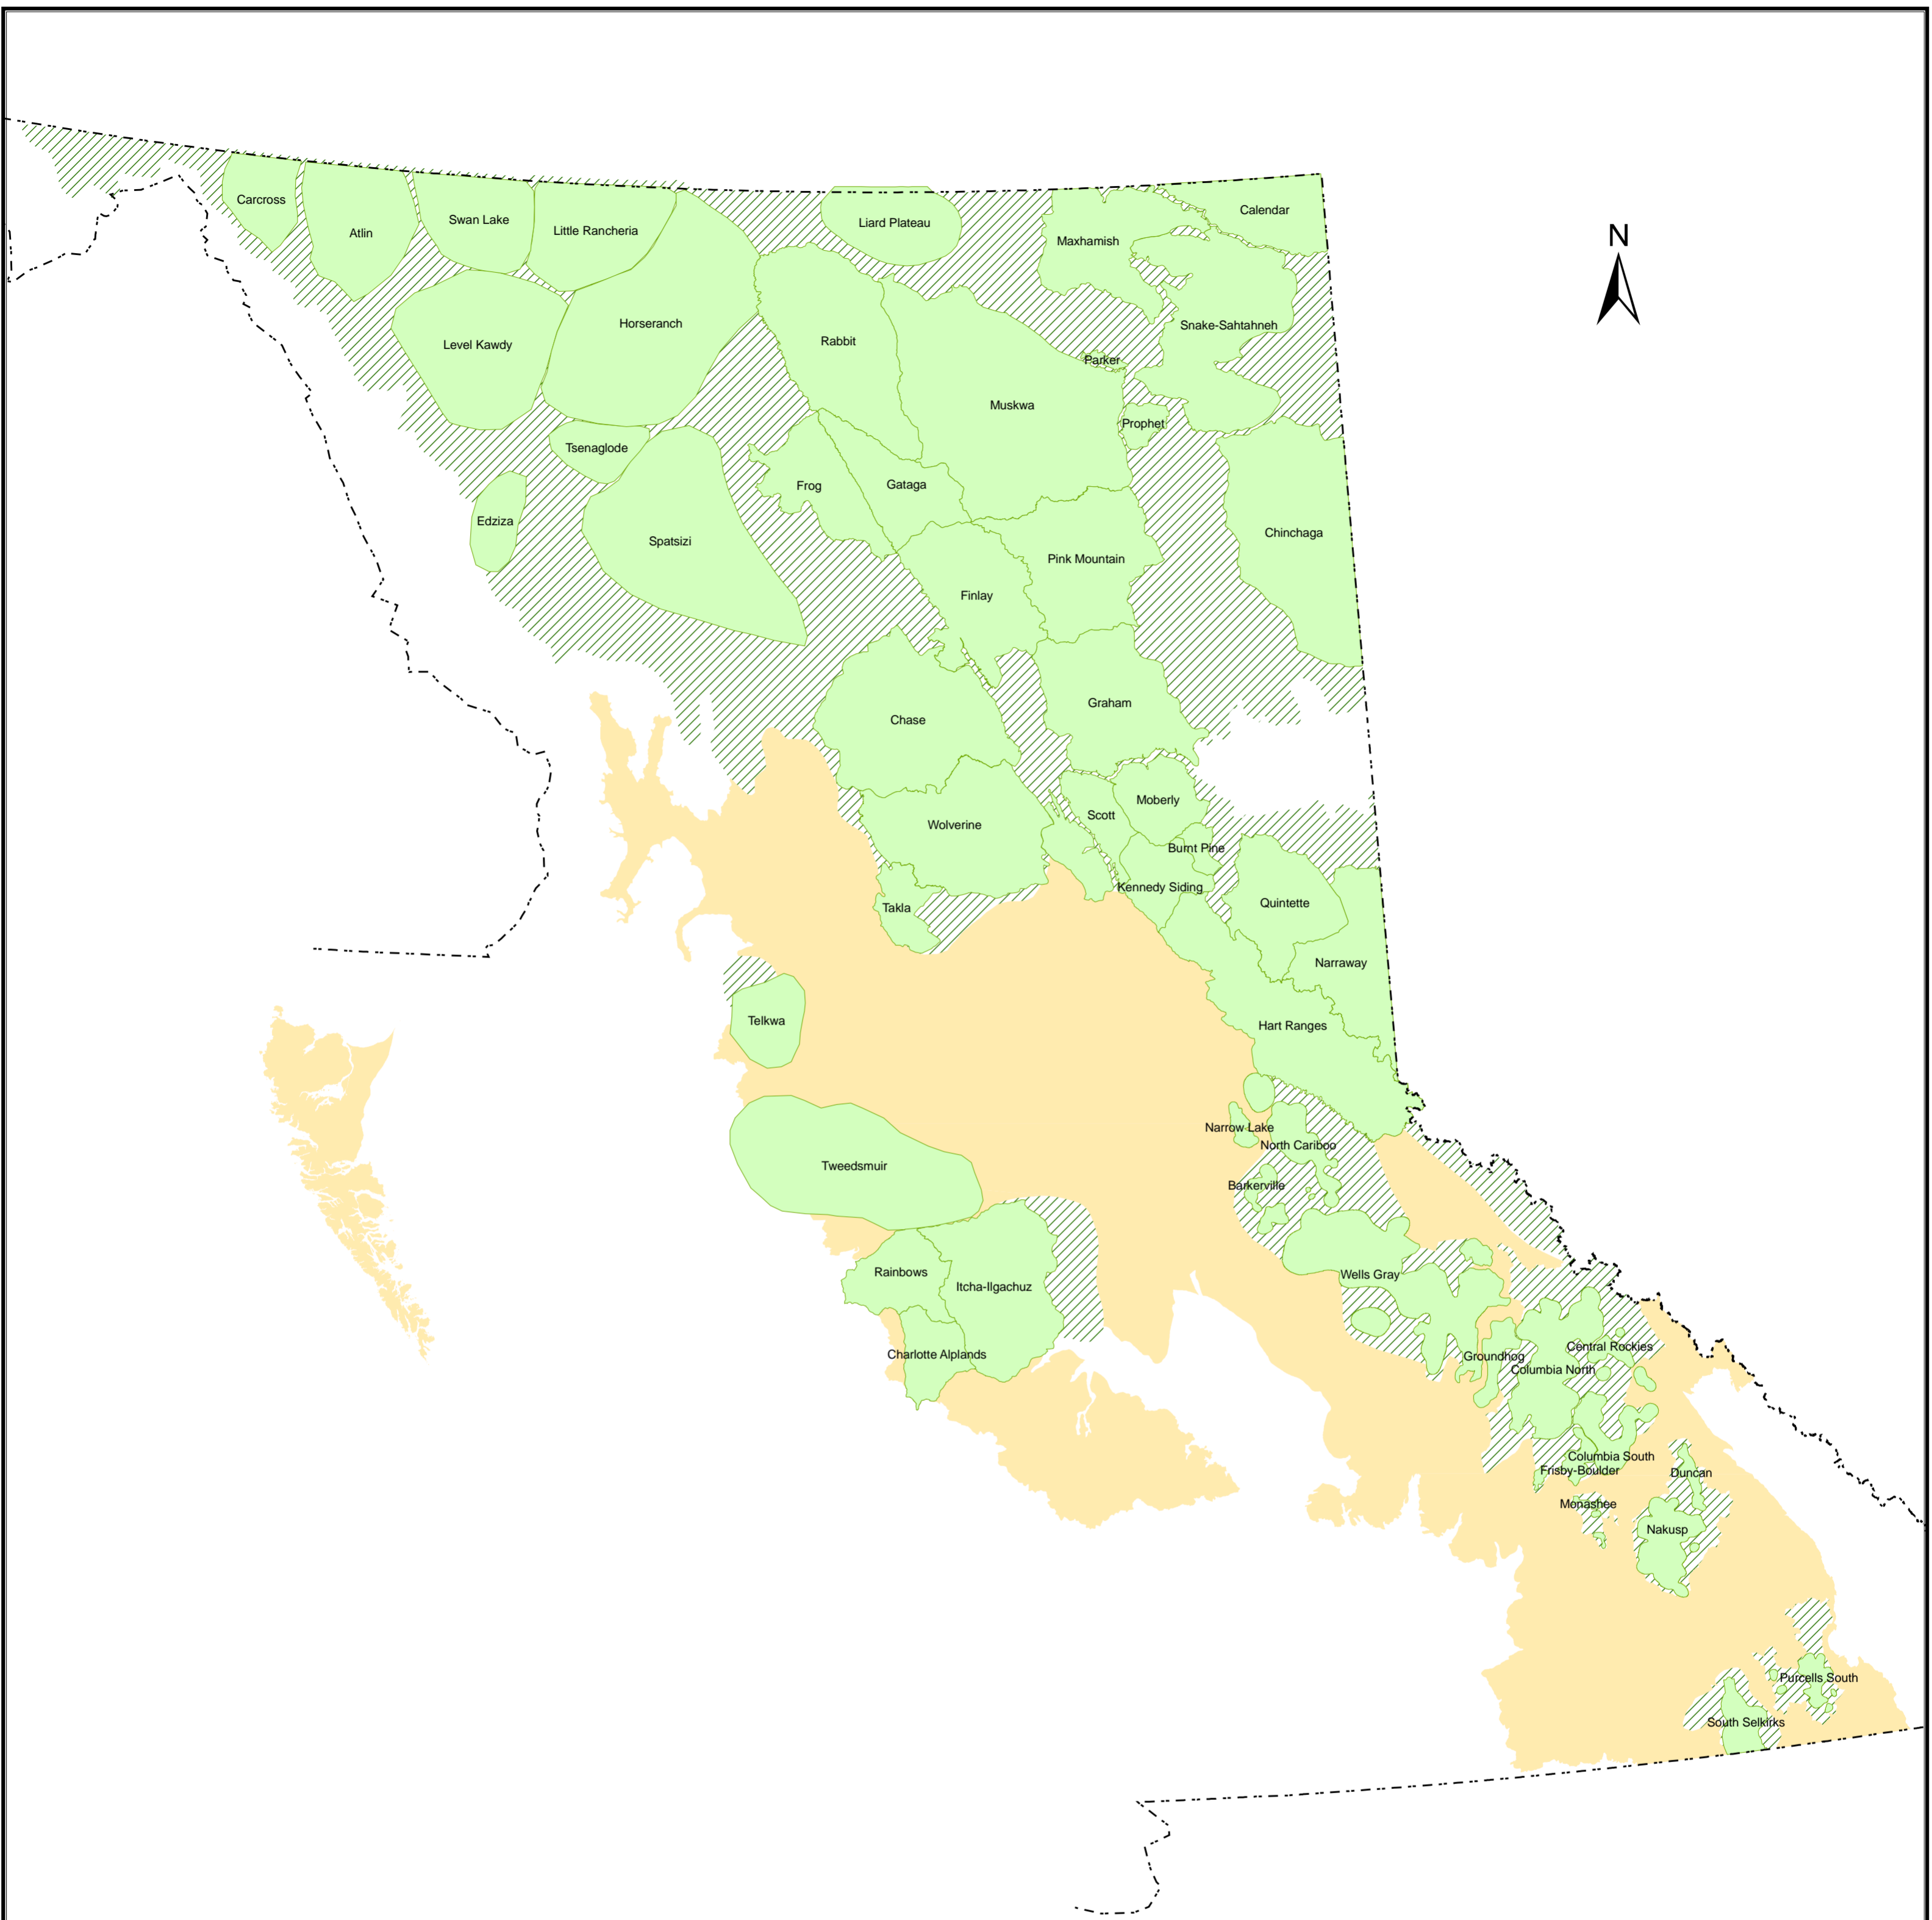 Carcross
Atlin
Swan Lake
Little Rancheria
Liard Plateau
Calendar
Maxhamish
N
Level Kawdy
Horseranch
Rabbit
Snake-Sahtahneh
Parker
Muskwa
Prophet
Tsenaglode
Frog
Gataga
Edziza
Spatsizi
Chinchaga
Pink Mountain
Finlay
Graham
Chase
Moberly
Scott
Wolverine
Burnt Pine
Kennedy Siding
Quintette
Takla
Narraway
Telkwa
Hart Ranges
Narrow Lake
North Cariboo
Tweedsmuir
Barkerville
Rainbows
Wells Gray
Itcha-Ilgachuz
Charlotte Alplands
Central Rockies
Groundhog
Columbia North
Columbia South
Frisby-Boulder
Duncan
Monashee
Nakusp
Purcells South
South Selkirks